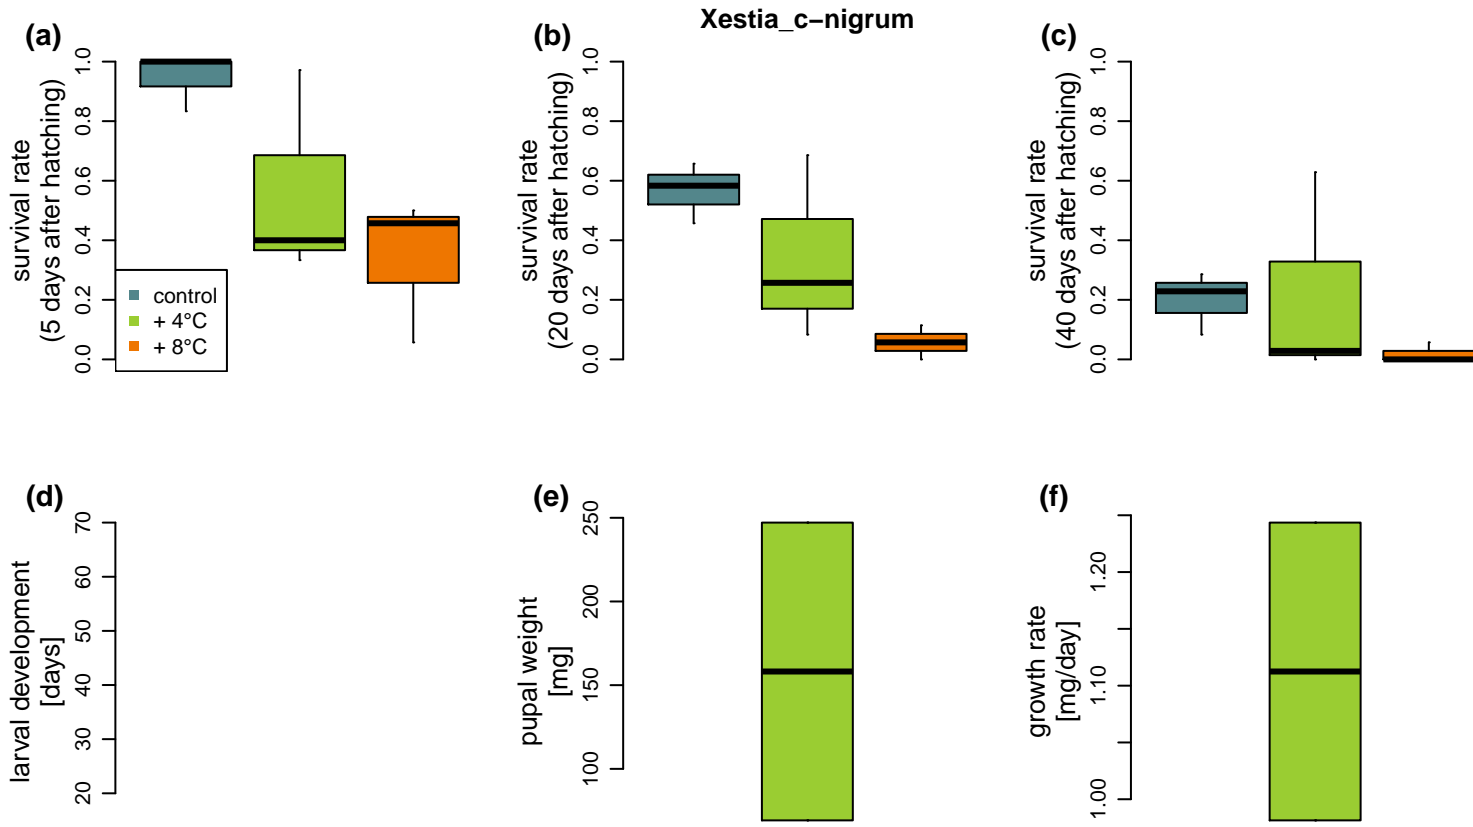 Xestia_c−nigrum
(a)
survival rate
(5 days after hatching)
0.0 0.2 0.4 0.6 0.8 1.0
control
+ 4°C
+ 8°C
(b)
survival rate
(20 days after hatching)
0.0 0.2 0.4 0.6 0.8 1.0
(c)
survival rate
(40 days after hatching)
0.0 0.2 0.4 0.6 0.8 1.0
(d)
larval development
[days]
20 30 40 50 60 70
(e)
pupal weight
[mg]
100 150 200 250
(f)
growth rate
[mg/day]
1.00 1.10 1.20